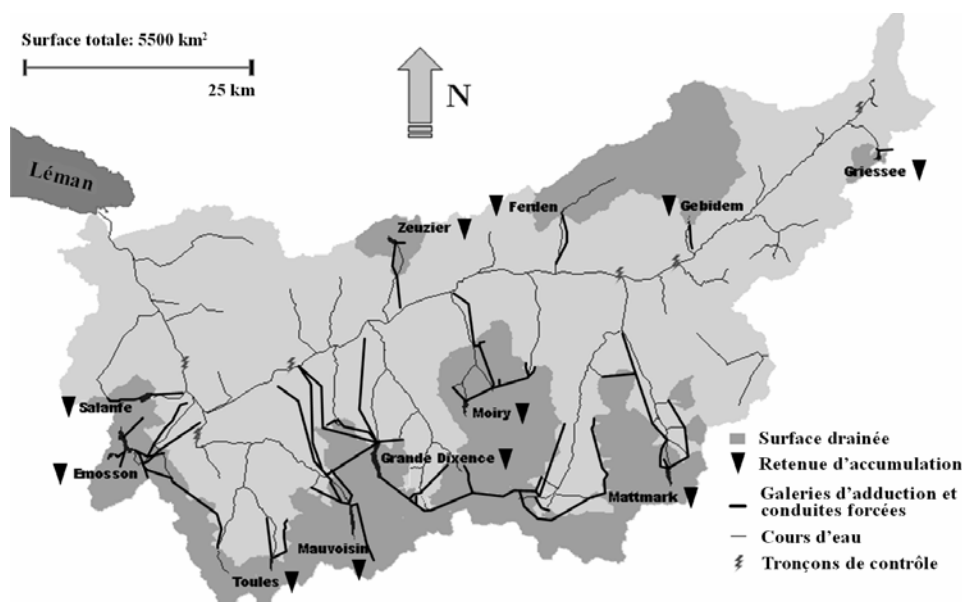 Surface totale: 5500 km²
25 km
N
Léman
Griessee
Ferden
Gebidem
Zeuzier
Salanfe
Moiry
Surface drainée
Emosson
Grande Dixence
Retenue d'accumulation
Mattmark
Galeries d'adduction et
conduites forcées
Mauvoisin
Cours d'eau
Toules
Tronçons de contrôle